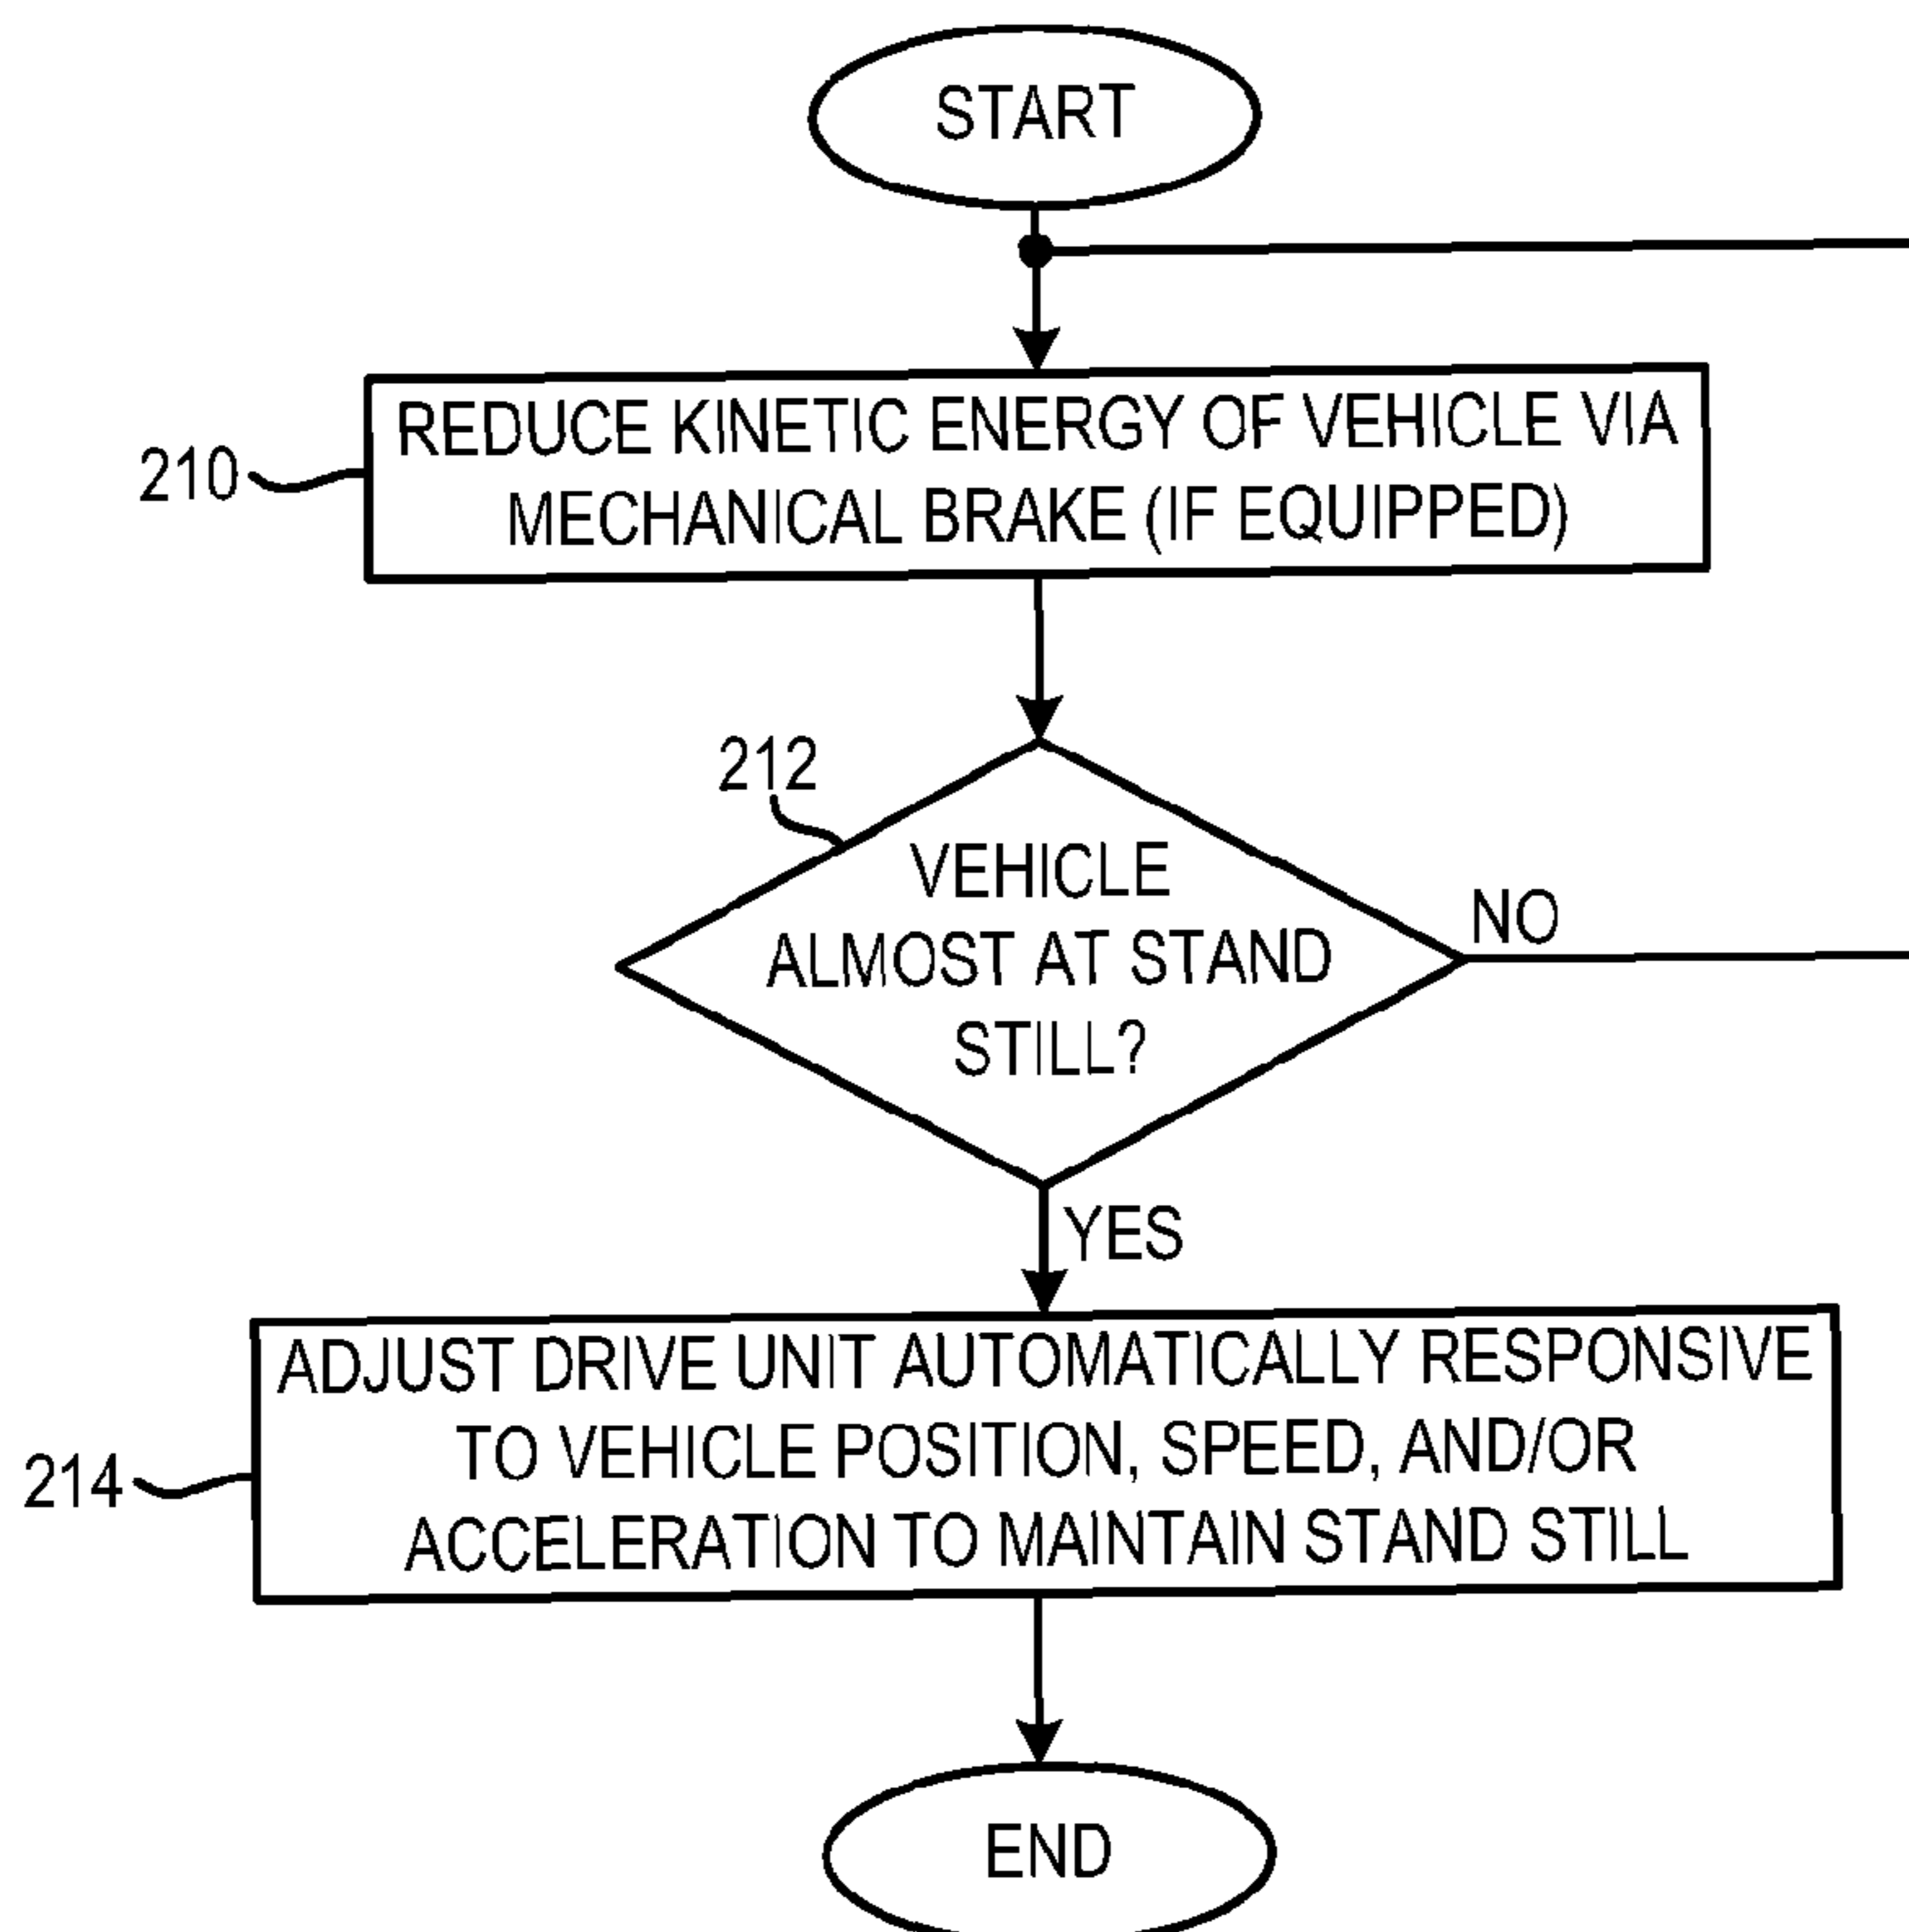 START
210
REDUCE KINETIC ENERGY OF VEHICLE VIA
MECHANICAL BRAKE (IF EQUIPPED)
212
VEHICLE
ALMOST AT STAND
STILL?
NO
YES
214
ADJUST DRIVE UNIT AUTOMATICALLY RESPONSIVE
TO VEHICLE POSITION, SPEED, AND/OR
ACCELERATION TO MAINTAIN STAND STILL
END